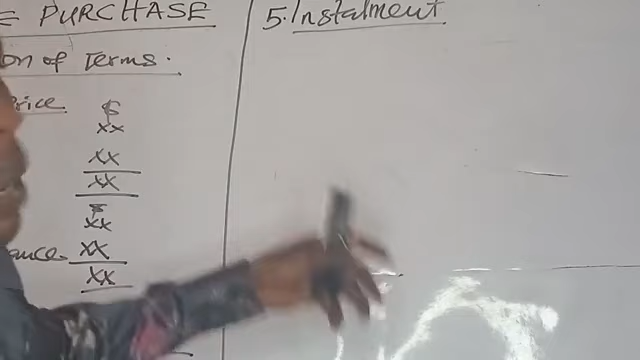 PURCHASE
on of Terms.
rice
$
xx
xx
xx
$
xx
ance xx
xx
5. Instalment